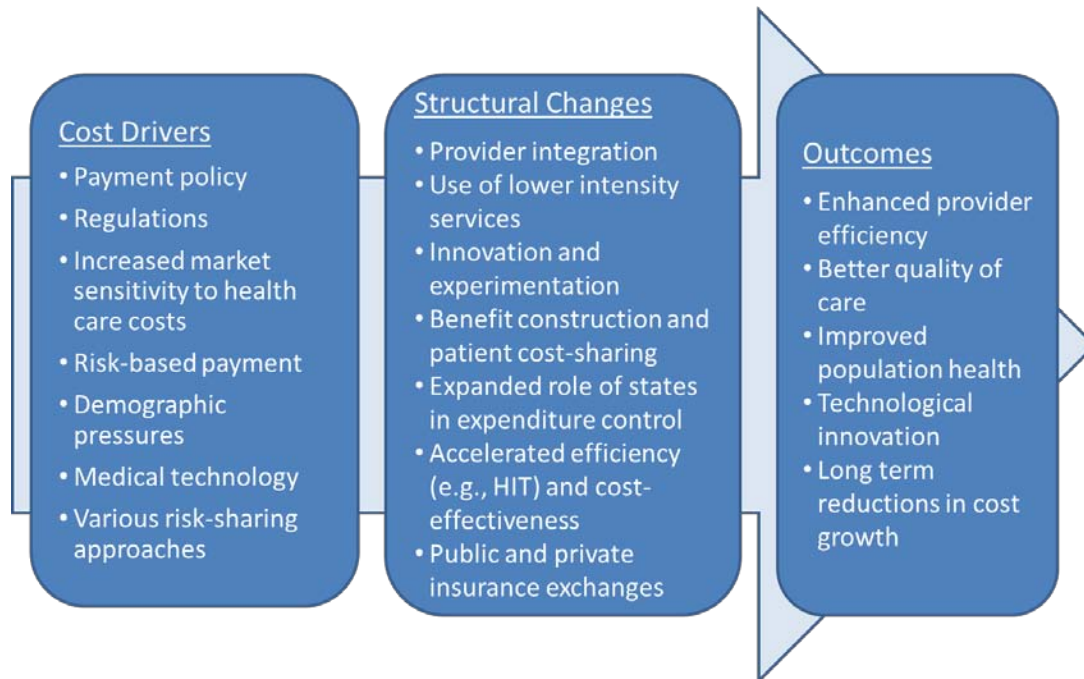 Cost Drivers
• Payment policy
• Regulations
• Increased market
sensitivity to health
care costs
• Risk-based payment
• Demographic
pressures
• Medical technology
• Various risk-sharing
approaches
Structural Changes
• Provider integration
• Use of lower intensity
services
• Innovation and
experimentation
• Benefit construction and
patient cost-sharing
• Expanded role of states
in expenditure control
• Accelerated efficiency
(e.g., HIT) and cost-
effectiveness
• Public and private
insurance exchanges
Outcomes
• Enhanced provider
efficiency
• Better quality of
care
• Improved
population health
• Technological
innovation
• Long term
reductions in cost
growth